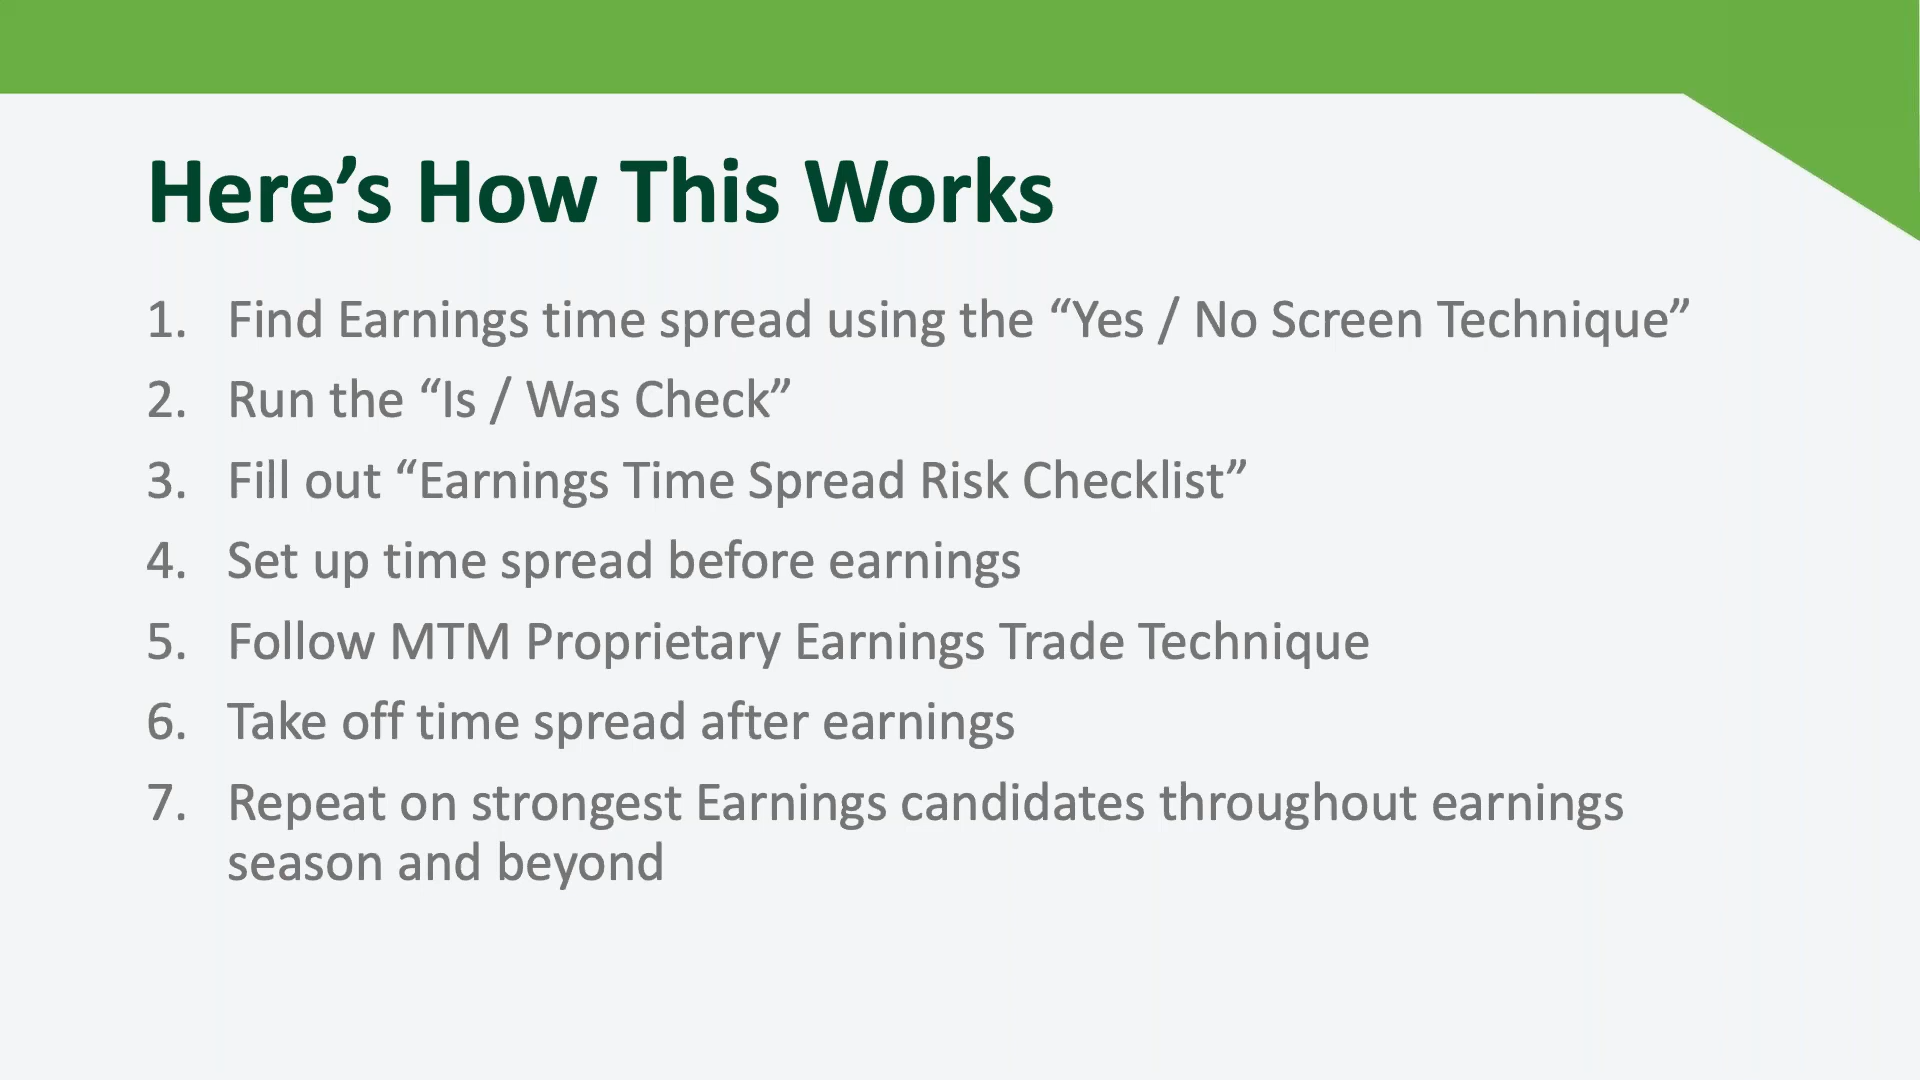 Here’s How This Works
1. Find Earnings time spread using the “Yes / No Screen Technique”
2. Run the “Is / Was Check”
3. Fill out “Earnings Time Spread Risk Checklist”
4. Set up time spread before earnings
5. Follow MTM Proprietary Earnings Trade Technique
6. Take off time spread after earnings
7. Repeat on strongest Earnings candidates throughout earnings
season and beyond